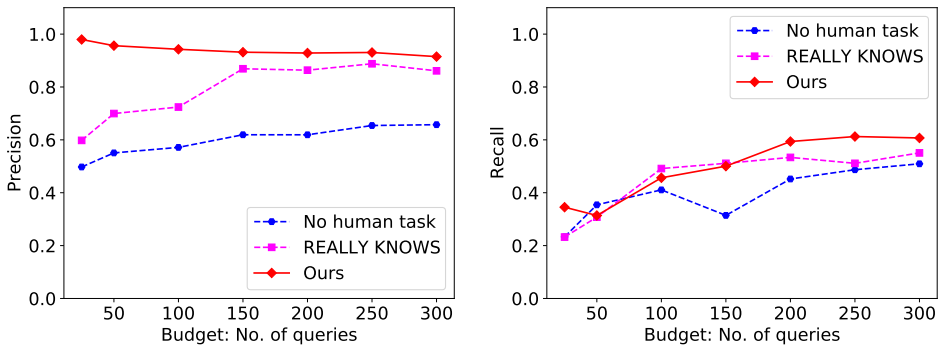 1.0
0.8
0.6
0.4
0.2
0.0
Precision
50 100 150 200 250 300
Budget: No. of queries
No human task
REALLY KNOWS
Ours
1.0
0.8
0.6
0.4
0.2
0.0
Recall
50 100 150 200 250 300
Budget: No. of queries
No human task
REALLY KNOWS
Ours